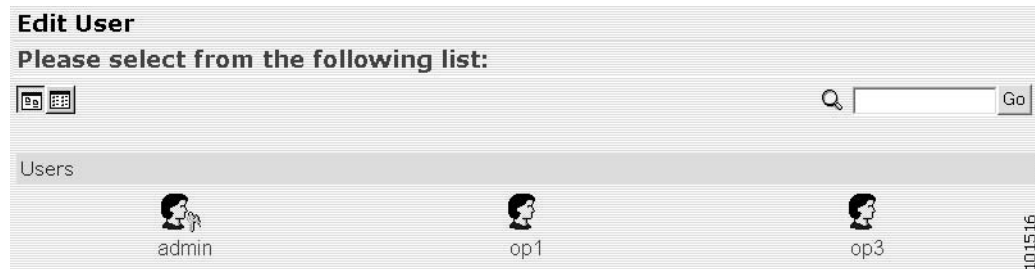 Edit User
Please select from the following list:
Go
Users
admin
op1
op3
101516